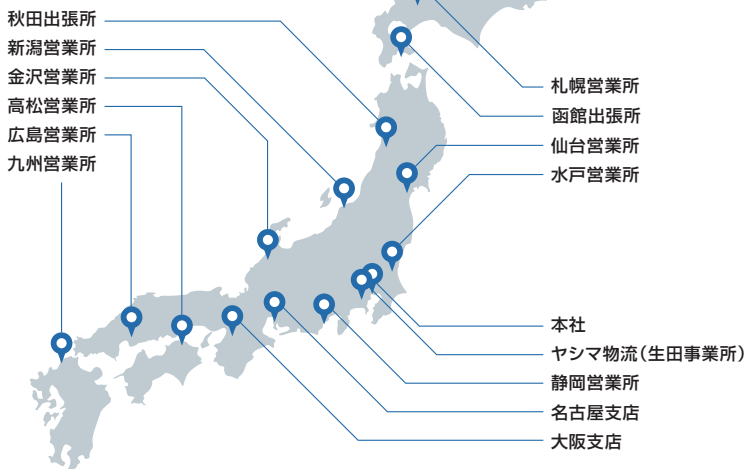 秋田出張所
新潟営業所
金沢営業所
高松営業所
広島営業所
九州営業所
札幌営業所
函館出張所
仙台営業所
水戸営業所
本社
ヤシマ物流（生田事業所）
静岡営業所
名古屋支店
大阪支店